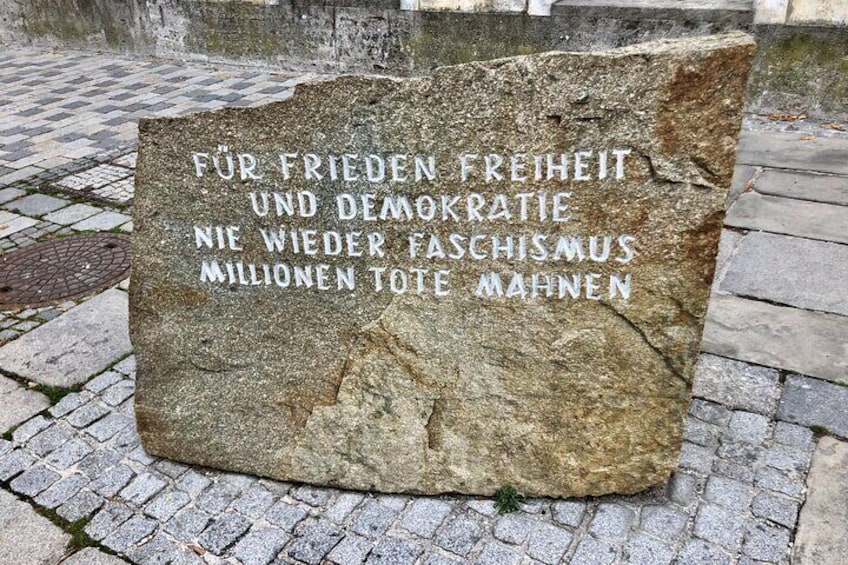 FÜR FRIEDEN FREIHEIT
UND DEMOKRATIE
NIE WIEDER FASCHISMUS
MILLIONEN TOTE MAHNEN